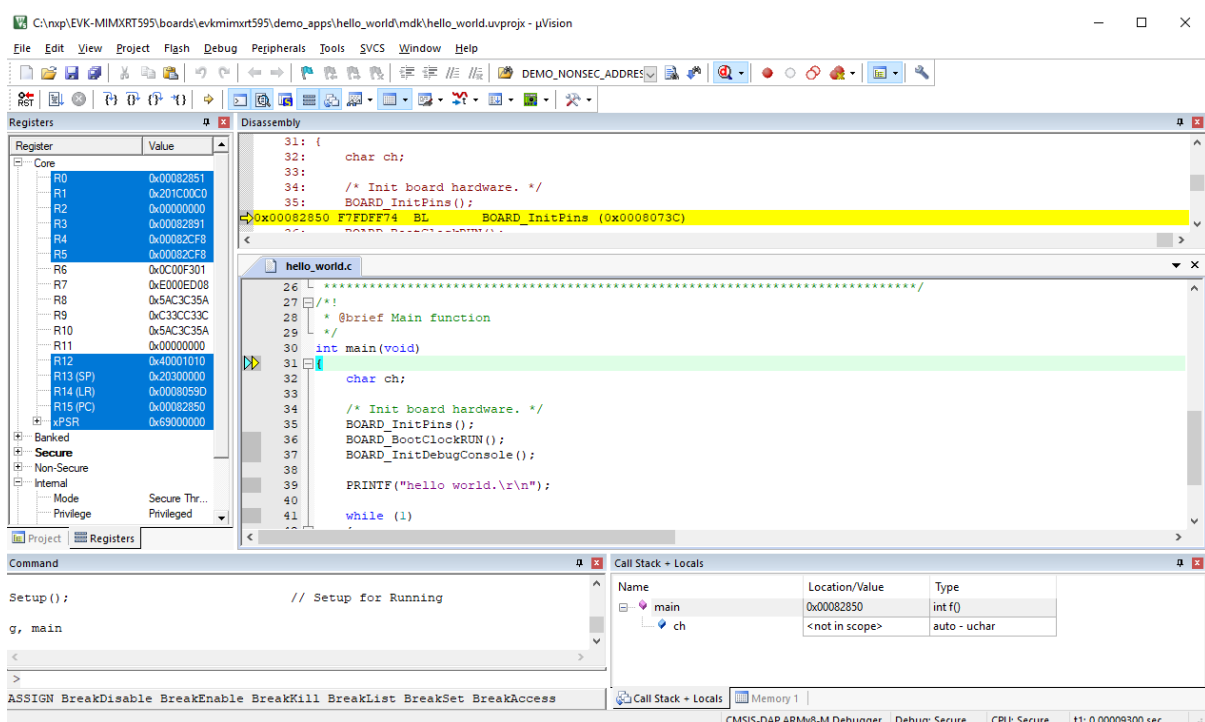 C:\nxp\EVK-MIMXRT595\boards\evkmimxrt595\demo_apps\hello_world\mdk\hello_world.uvprojx - µVision
File Edit View Project Flash Debug Peripherals Tools SVCS Window Help
DEMO_NONSEC_ADDRES
RST
Registers
Register Value
Core
R0 0x00082851
R1 0x201C00C0
R2 0x00000000
R3 0x00082891
R4 0x00082CF8
R5 0x00082CF8
R6 0x0C00F301
R7 0xE000ED08
R8 0x5AC3C35A
R9 0xC33CC33C
R10 0x5AC3C35A
R11 0x00000000
R12 0x40001010
R13 (SP) 0x20300000
R14 (LR) 0x0008059D
R15 (PC) 0x00082850
xPSR 0x69000000
Banked
Secure
Non-Secure
Internal
Mode Secure Thr...
Privilege Privileged
Project Registers
Disassembly
31: {
32: char ch;
33:
34: /* Init board hardware. */
35: BOARD_InitPins();
0x00082850 F7FDFF74 BL BOARD_InitPins (0x0008073C)
36: BOARD_BootClockRUN();
hello_world.c
26 ******************************************************************************/
27 /*!
28 * @brief Main function
29 */
30 int main(void)
31 {
32 char ch;
33
34 /* Init board hardware. */
35 BOARD_InitPins();
36 BOARD_BootClockRUN();
37 BOARD_InitDebugConsole();
38
39 PRINTF("hello world.\r\n");
40
41 while (1)
Command
Setup(); // Setup for Running
g, main
>
ASSIGN BreakDisable BreakEnable BreakKill BreakList BreakSet BreakAccess
Call Stack + Locals
Name Location/Value Type
main 0x00082850 int f()
ch <not in scope> auto - uchar
Call Stack + Locals Memory 1
CMSIS-DAP ARMv8-M Debugger Debug: Secure CPU: Secure t1: 0.00009300 sec